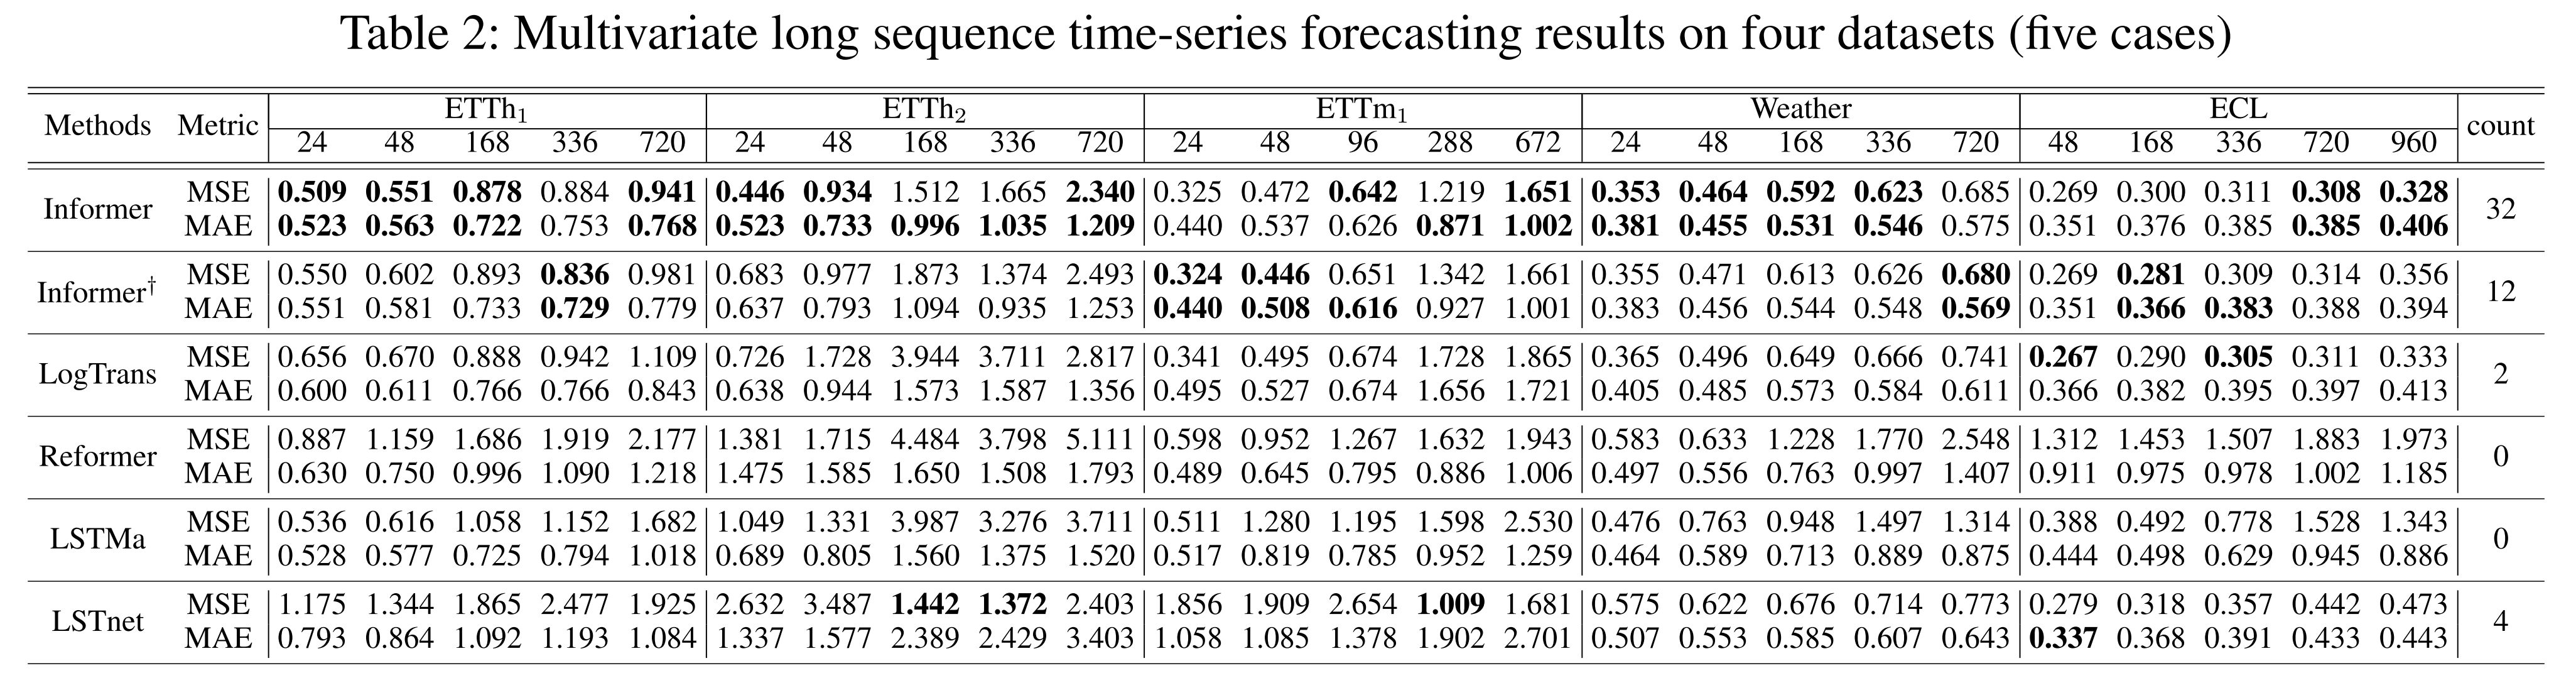 Table 2: Multivariate long sequence time-series forecasting results on four datasets (five cases)
Methods Metric ETTh₁ ETTh₂ ETTm₁ Weather ECL count
24 48 168 336 720 24 48 168 336 720 24 48 96 288 672 24 48 168 336 720 48 168 336 720 960
Informer MSE 0.509 0.551 0.878 0.884 0.941 0.446 0.934 1.512 1.665 2.340 0.325 0.472 0.642 1.219 1.651 0.353 0.464 0.592 0.623 0.685 0.269 0.300 0.311 0.308 0.328 32
MAE 0.523 0.563 0.722 0.753 0.768 0.523 0.733 0.996 1.035 1.209 0.440 0.537 0.626 0.871 1.002 0.381 0.455 0.531 0.546 0.575 0.351 0.376 0.385 0.385 0.406
Informer† MSE 0.550 0.602 0.893 0.836 0.981 0.683 0.977 1.873 1.374 2.493 0.324 0.446 0.651 1.342 1.661 0.355 0.471 0.613 0.626 0.680 0.269 0.281 0.309 0.314 0.356 12
MAE 0.551 0.581 0.733 0.729 0.779 0.637 0.793 1.094 0.935 1.253 0.440 0.508 0.616 0.927 1.001 0.383 0.456 0.544 0.548 0.569 0.351 0.366 0.383 0.388 0.394
LogTrans MSE 0.656 0.670 0.888 0.942 1.109 0.726 1.728 3.944 3.711 2.817 0.341 0.495 0.674 1.728 1.865 0.365 0.496 0.649 0.666 0.741 0.267 0.290 0.305 0.311 0.333 2
MAE 0.600 0.611 0.766 0.766 0.843 0.638 0.944 1.573 1.587 1.356 0.495 0.527 0.674 1.656 1.721 0.405 0.485 0.573 0.584 0.611 0.366 0.382 0.395 0.397 0.413
Reformer MSE 0.887 1.159 1.686 1.919 2.177 1.381 1.715 4.484 3.798 5.111 0.598 0.952 1.267 1.632 1.943 0.583 0.633 1.228 1.770 2.548 1.312 1.453 1.507 1.883 1.973 0
MAE 0.630 0.750 0.996 1.090 1.218 1.475 1.585 1.650 1.508 1.793 0.489 0.645 0.795 0.886 1.006 0.497 0.556 0.763 0.997 1.407 0.911 0.975 0.978 1.002 1.185
LSTMa MSE 0.536 0.616 1.058 1.152 1.682 1.049 1.331 3.987 3.276 3.711 0.511 1.280 1.195 1.598 2.530 0.476 0.763 0.948 1.497 1.314 0.388 0.492 0.778 1.528 1.343 0
MAE 0.528 0.577 0.725 0.794 1.018 0.689 0.805 1.560 1.375 1.520 0.517 0.819 0.785 0.952 1.259 0.464 0.589 0.713 0.889 0.875 0.444 0.498 0.629 0.945 0.886
LSTnet MSE 1.175 1.344 1.865 2.477 1.925 2.632 3.487 1.442 1.372 2.403 1.856 1.909 2.654 1.009 1.681 0.575 0.622 0.676 0.714 0.773 0.279 0.318 0.357 0.442 0.473 4
MAE 0.793 0.864 1.092 1.193 1.084 1.337 1.577 2.389 2.429 3.403 1.058 1.085 1.378 1.902 2.701 0.507 0.553 0.585 0.607 0.643 0.337 0.368 0.391 0.433 0.443